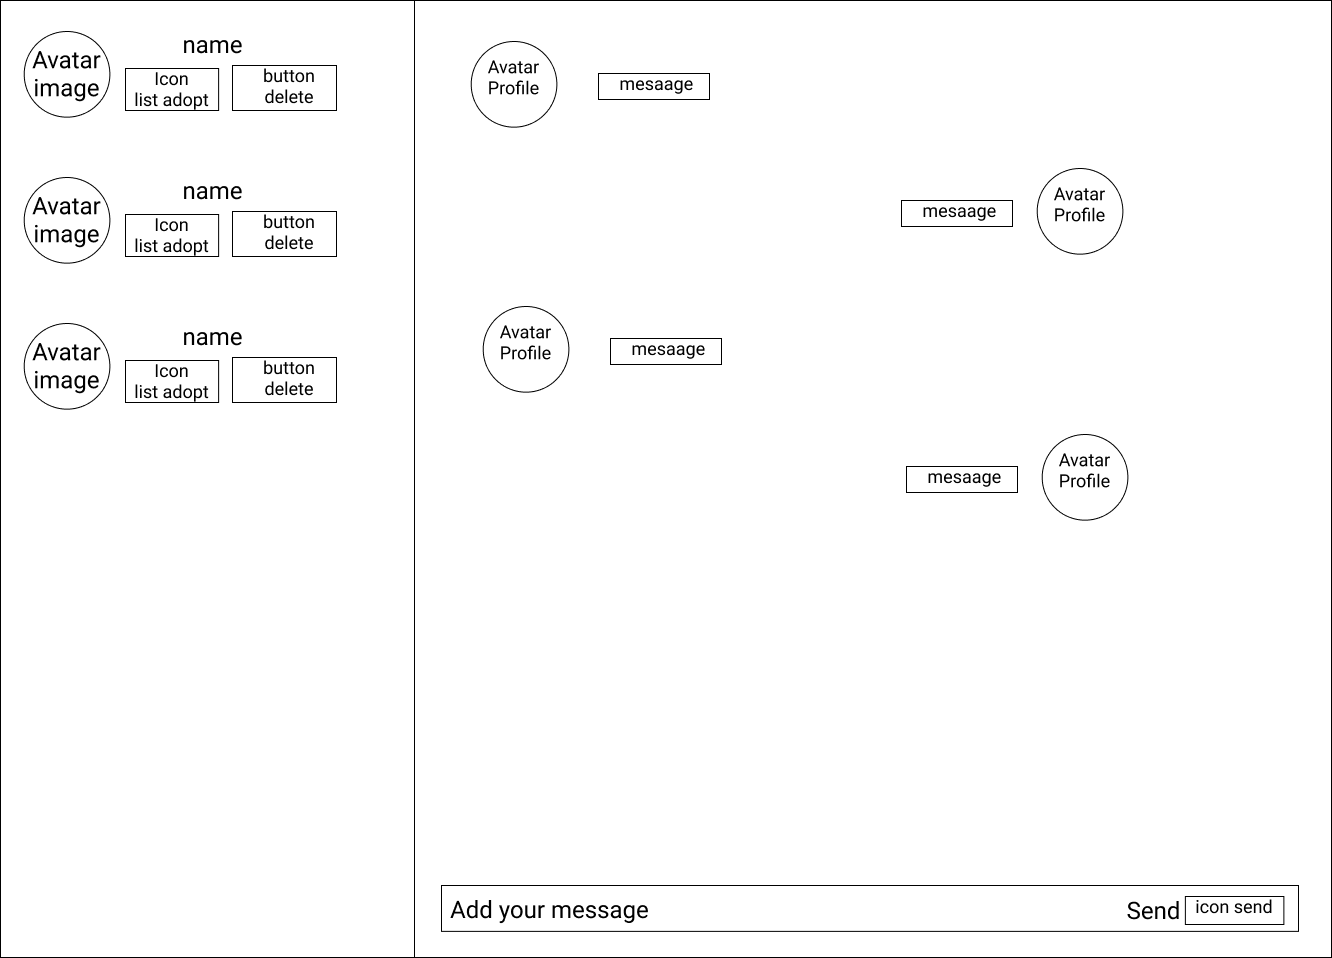 name
Avatar
image
Icon
list adopt
button
delete
name
Avatar
image
Icon
list adopt
button
delete
name
Avatar
image
Icon
list adopt
button
delete
Avatar
Profile
mesaage
mesaage
Avatar
Profile
Avatar
Profile
mesaage
mesaage
Avatar
Profile
Add your message
Send
icon send